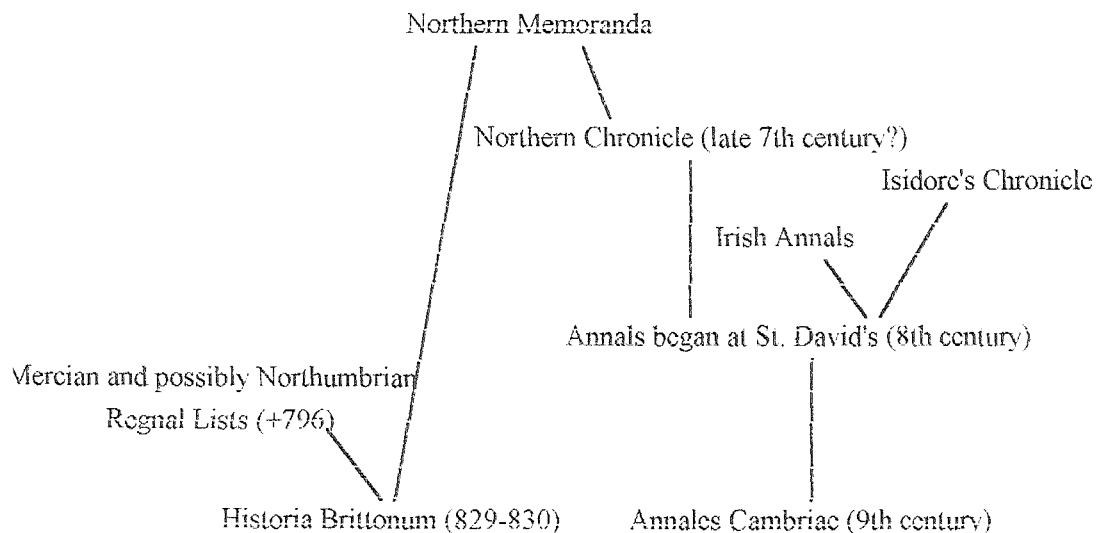 Northern Memoranda
Northern Chronicle (late 7th century?)
Isidore's Chronicle
Irish Annals
Annals began at St. David's (8th century)
Mercian and possibly Northumbrian
Regnal Lists (+796)
Historia Brittonum (829-830)
Annales Cambriae (9th century)